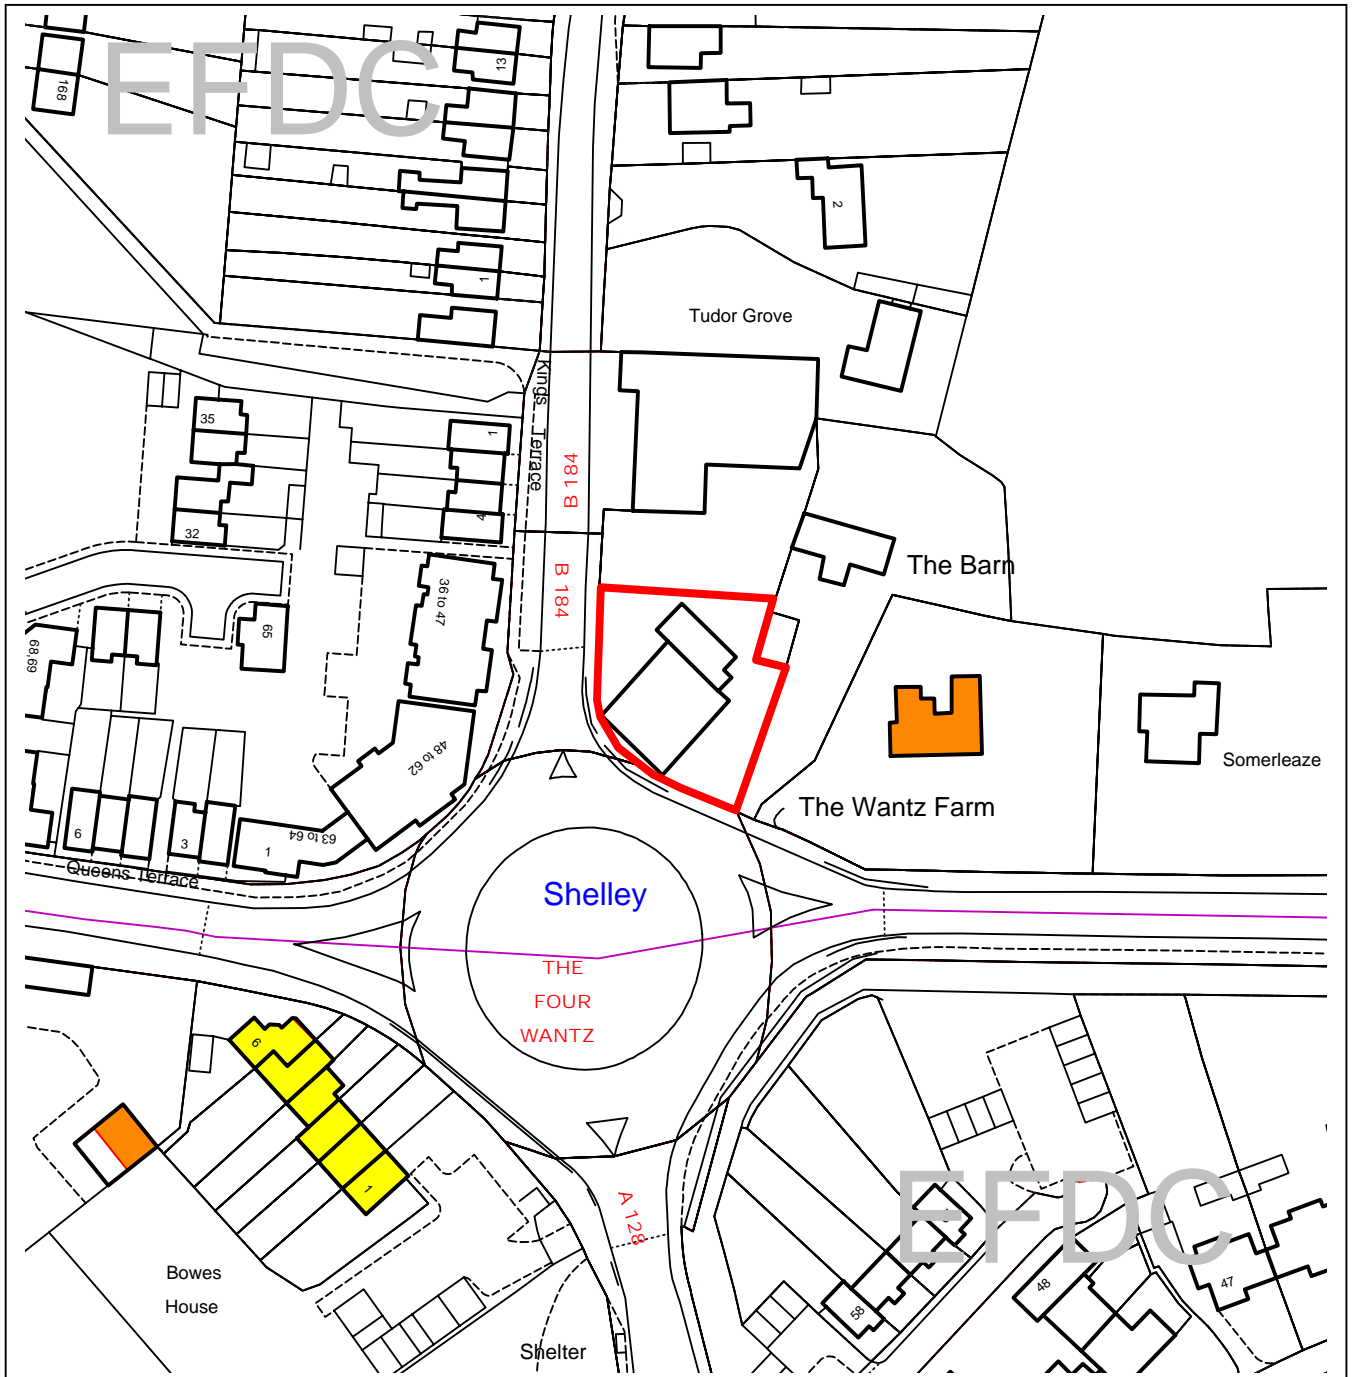 EFDC
168
13
2
1
Tudor Grove
Kings Terrace
35
1
B 184
4
32
The Barn
B 184
36 to 47
65
68,69
48 to 62
Somerleaze
The Wantz Farm
6
3
1
63 to 64
Queens Terrace
Shelley
THE
FOUR
WANTZ
6
1
A 128
EFDC
Bowes
House
58
48
47
Shelter